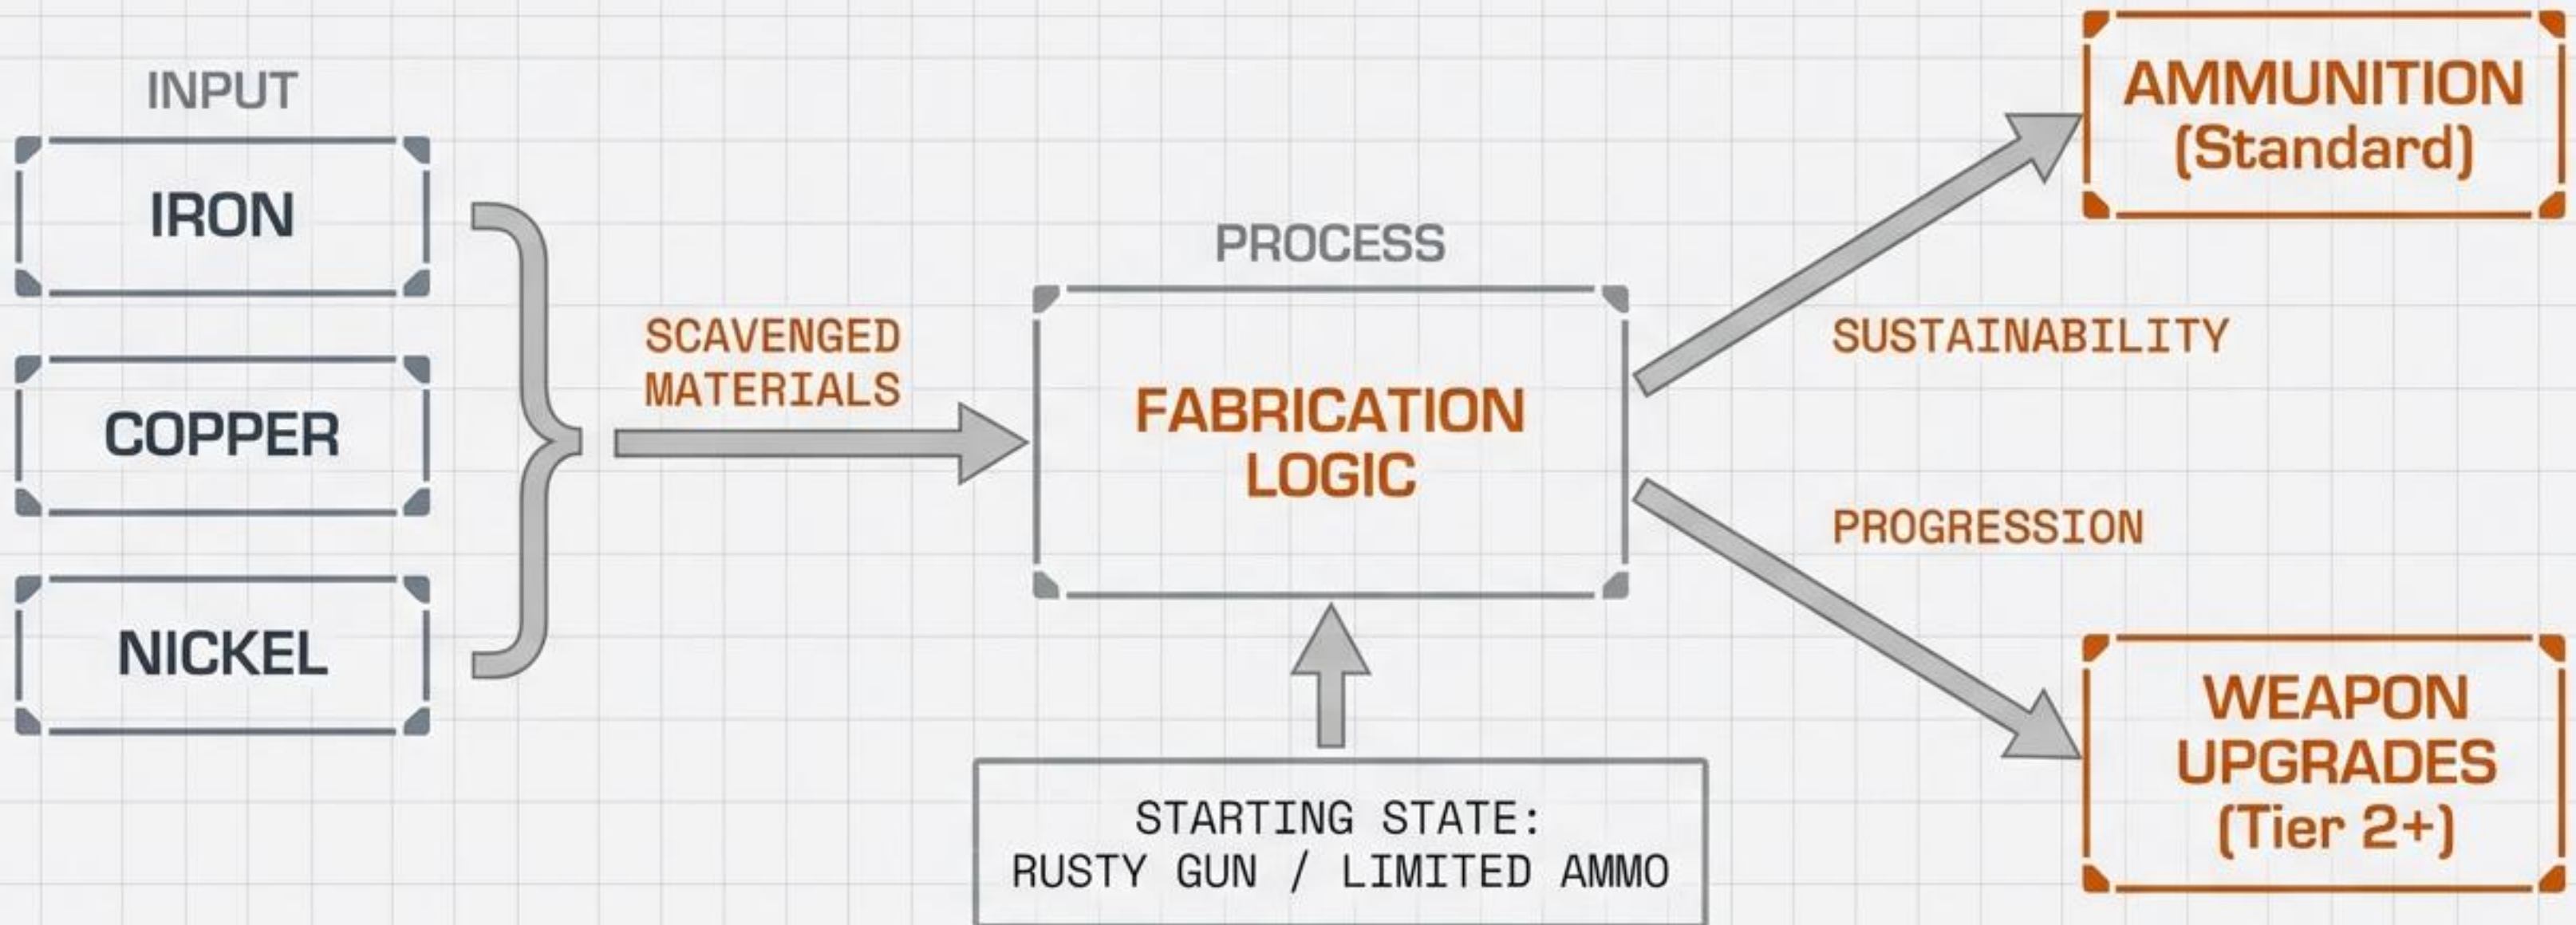 INPUT
IRON
COPPER
NICKEL
SCAVENGED
MATERIALS
PROCESS
FABRICATION
LOGIC
STARTING STATE:
RUSTY GUN / LIMITED AMMO
SUSTAINABILITY
PROGRESSION
AMMUNITION
(Standard)
WEAPON
UPGRADES
(Tier 2+)